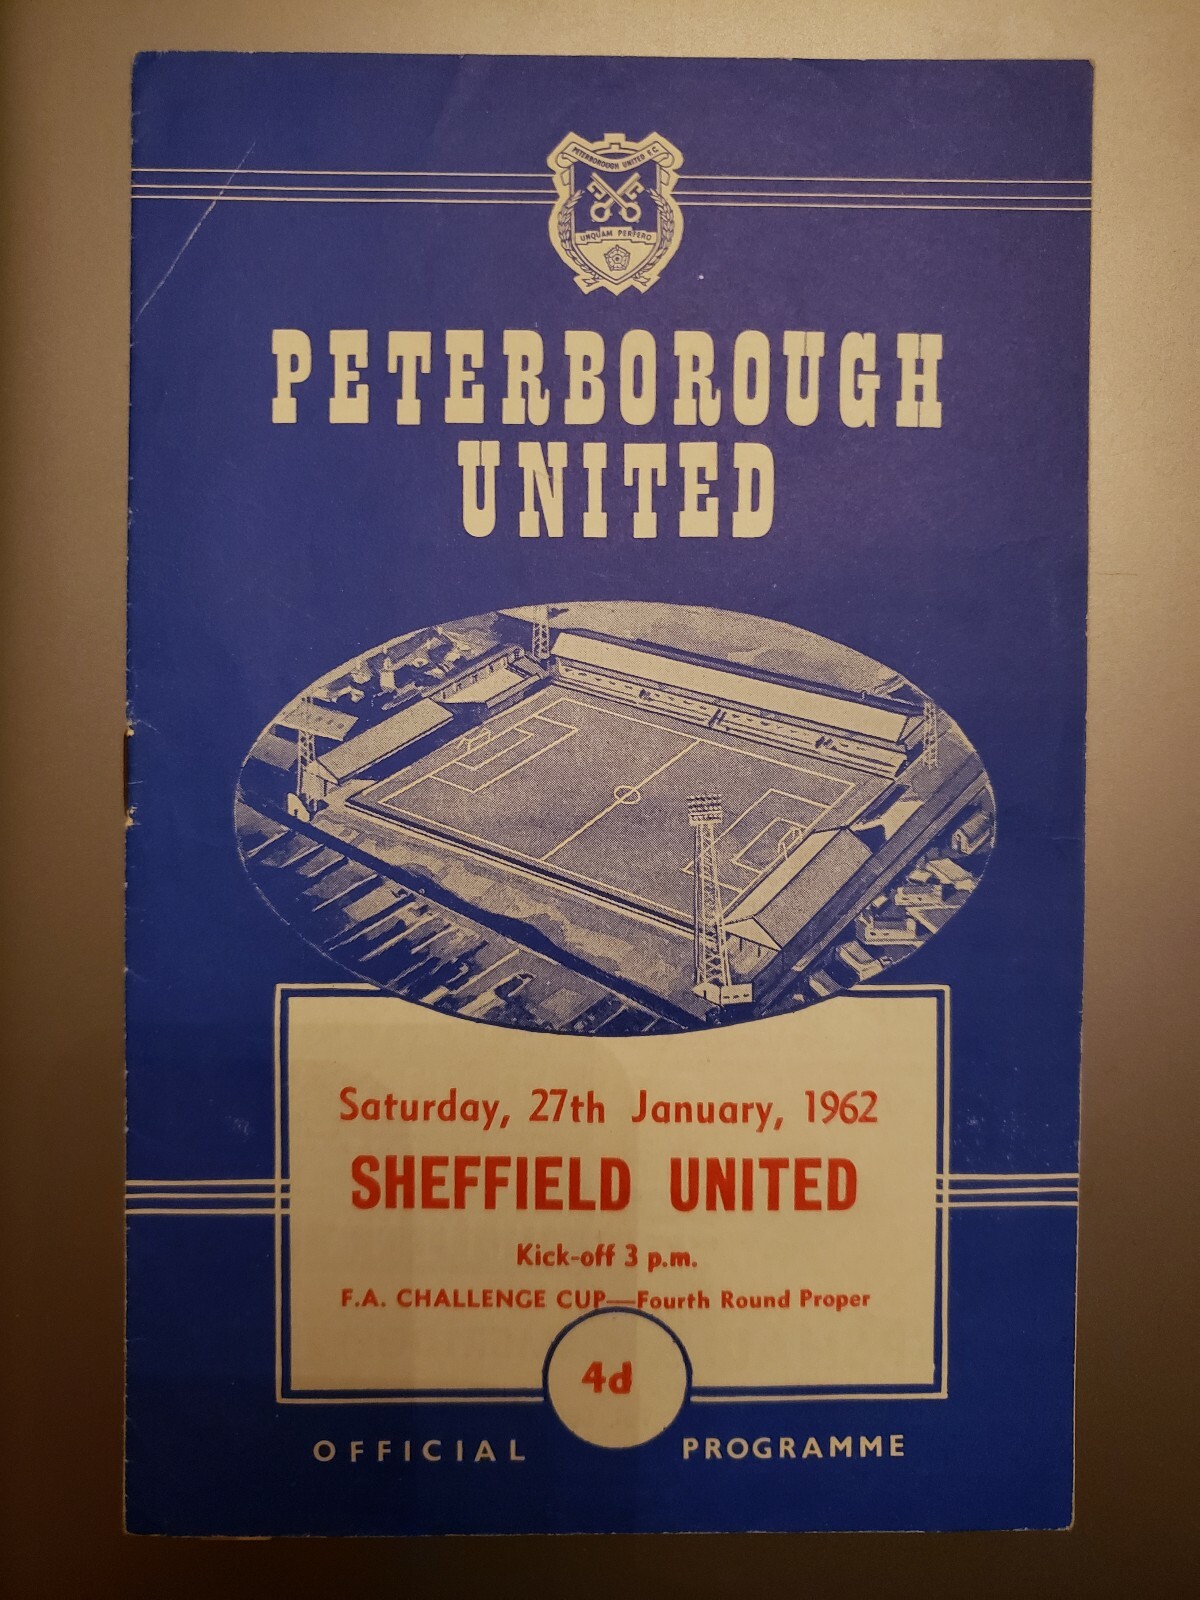 PETERBOROUGH UNITED F.C.
UNQUAM PERFERO
PETERBOROUGH
UNITED
Saturday, 27th January, 1962
SHEFFIELD UNITED
Kick-off 3 p.m.
F.A. CHALLENGE CUP—Fourth Round Proper
4d
OFFICIAL PROGRAMME